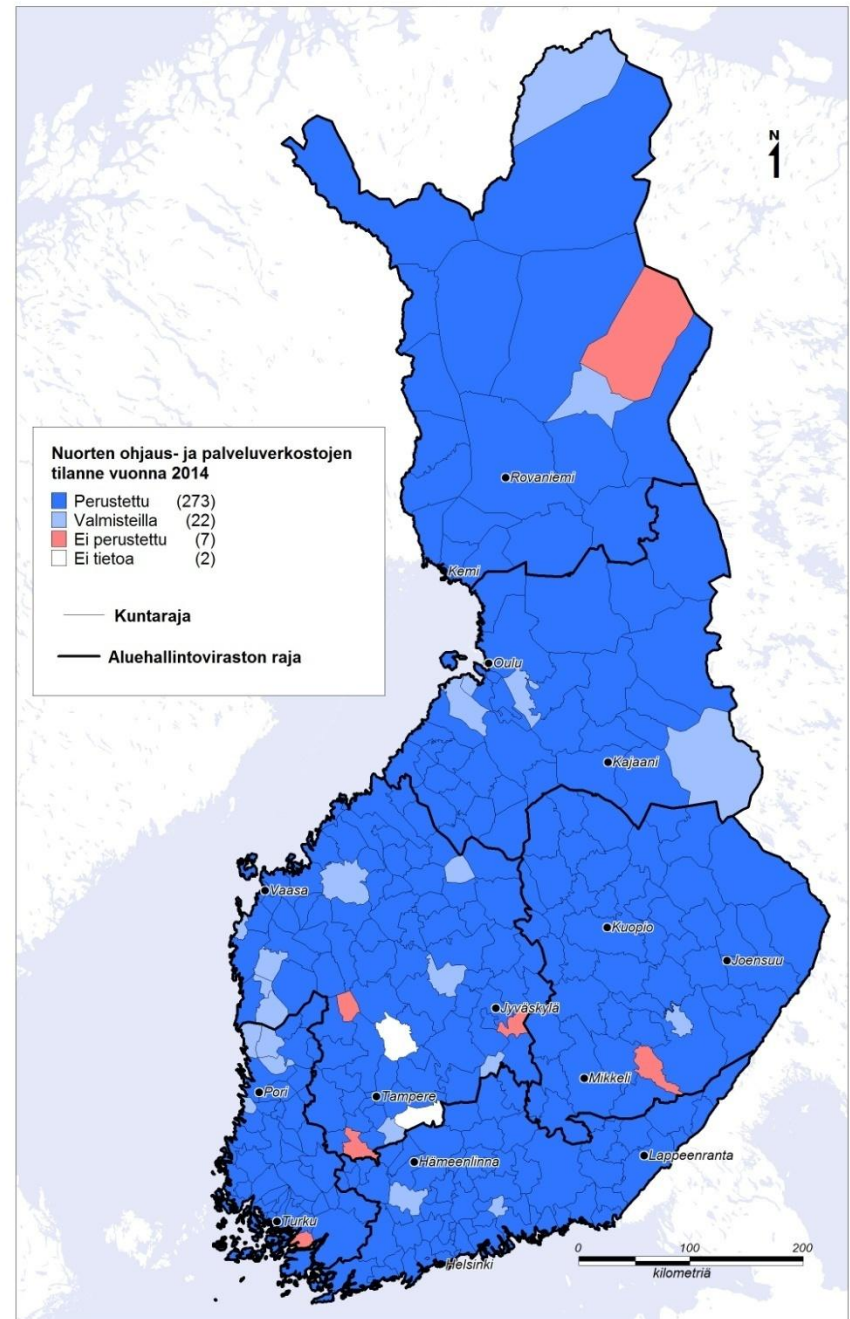 N
Nuorten ohjaus- ja palveluverkostojen
tilanne vuonna 2014
Perustettu (273)
Valmisteilla (22)
Ei perustettu (7)
Ei tietoa (2)
Kuntaraja
Aluehallintoviraston raja
Rovaniemi
Kemi
Oulu
Kajaani
Vaasa
Kuopio
Joensuu
Jyväskylä
Mikkeli
Pori
Tampere
Lappeenranta
Hämeenlinna
Turku
Helsinki
0 100 200
kilometriä